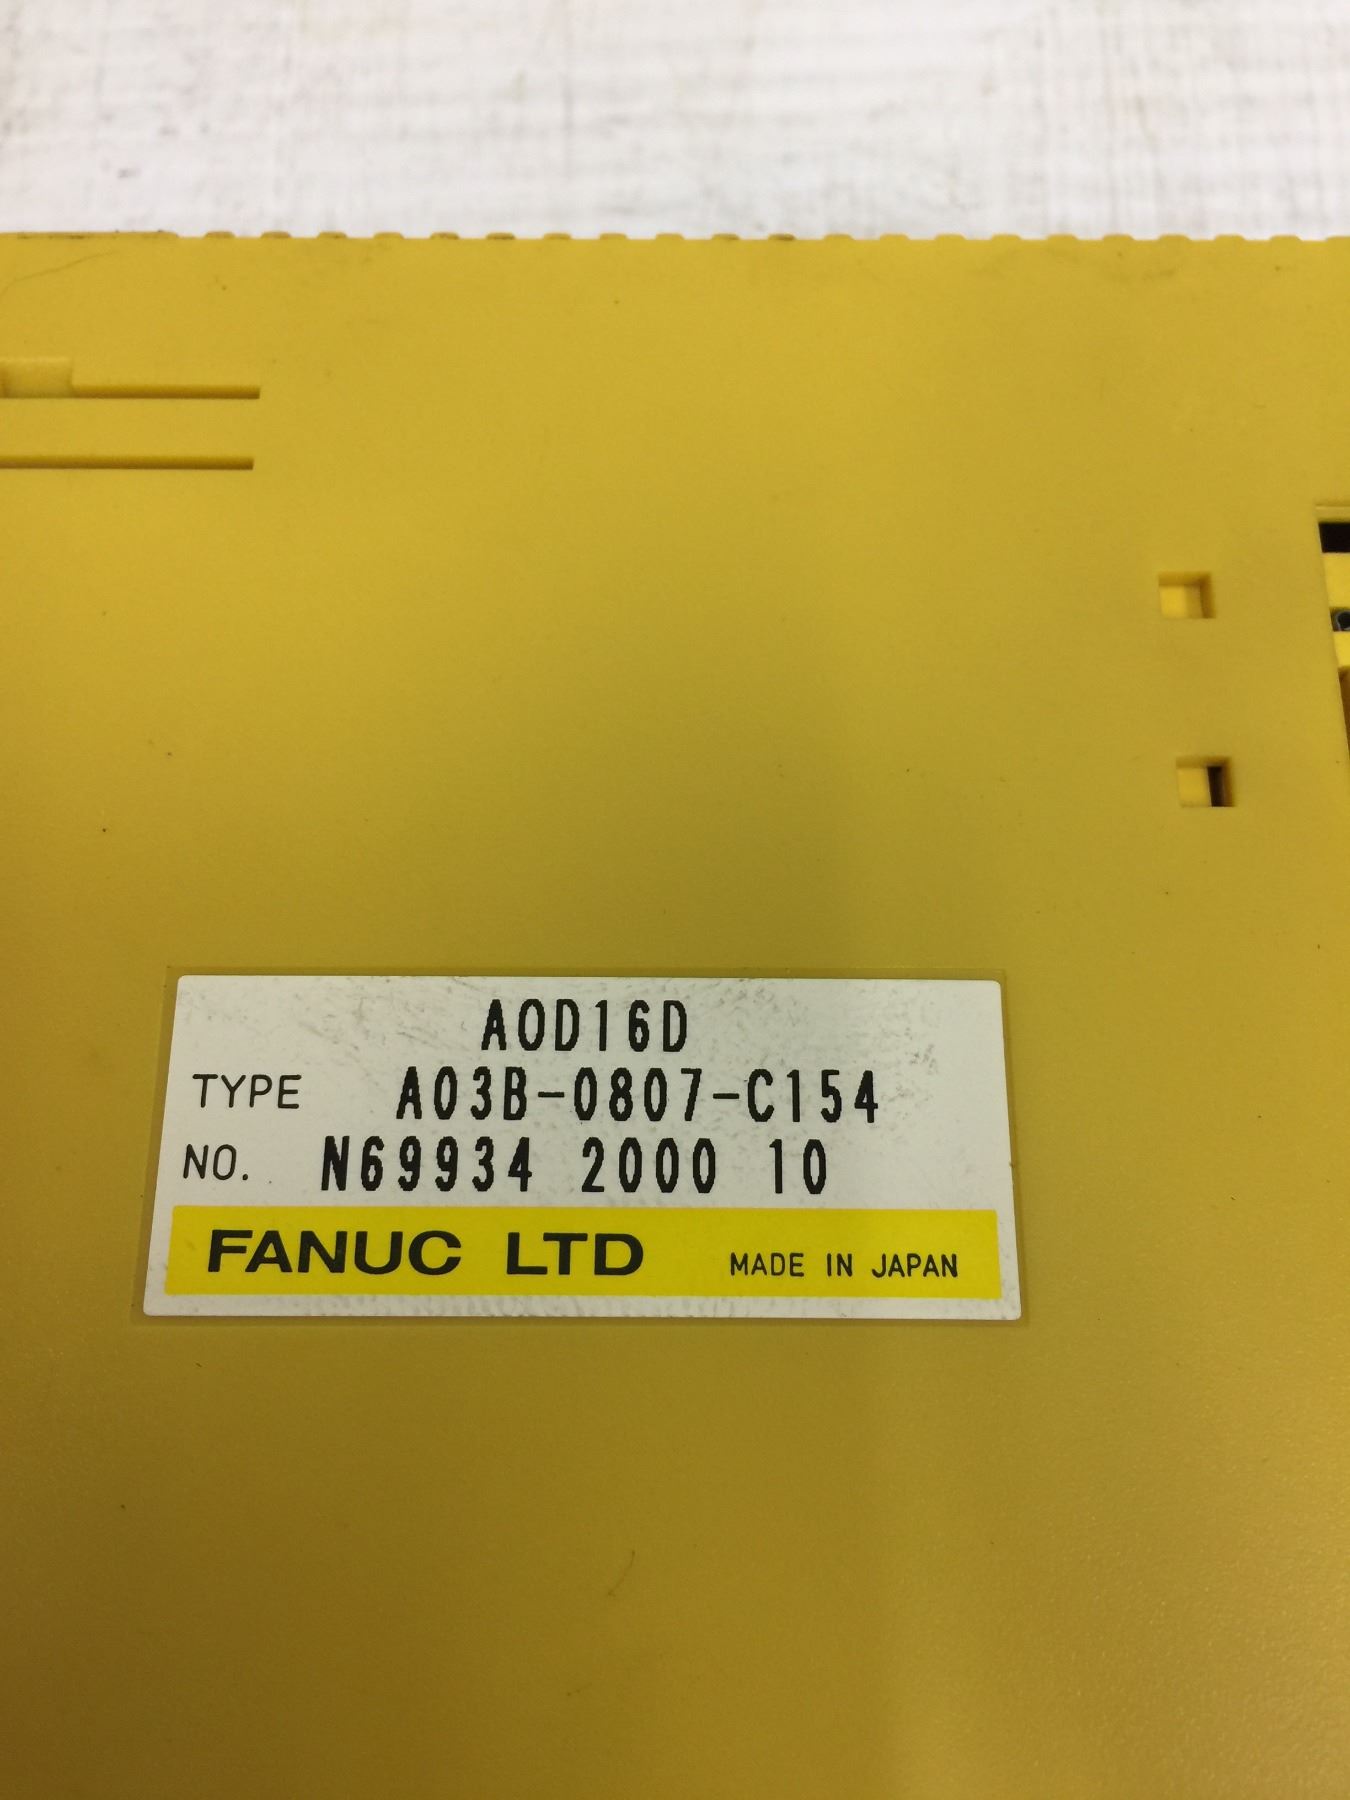 AOD16D
TYPE A03B-0807-C154
NO. N69934 2000 10
FANUC LTD MADE IN JAPAN